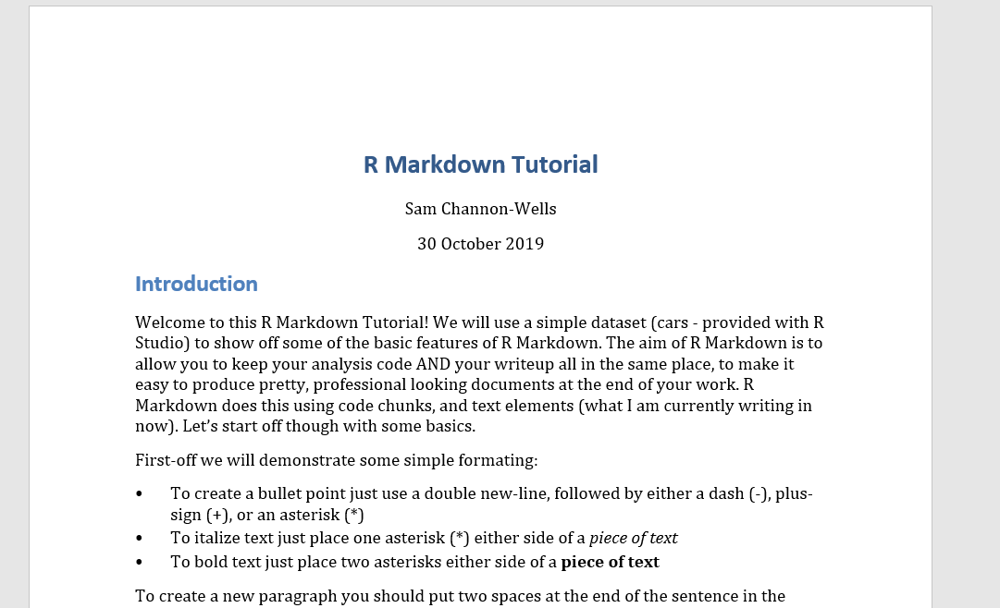 R Markdown Tutorial
Sam Channon-Wells
30 October 2019
Introduction
Welcome to this R Markdown Tutorial! We will use a simple dataset (cars - provided with R
Studio) to show off some of the basic features of R Markdown. The aim of R Markdown is to
allow you to keep your analysis code AND your writeup all in the same place, to make it
easy to produce pretty, professional looking documents at the end of your work. R
Markdown does this using code chunks, and text elements (what I am currently writing in
now). Let's start off though with some basics.
First-off we will demonstrate some simple formating:
• To create a bullet point just use a double new-line, followed by either a dash (-), plus-
sign (+), or an asterisk (*)
• To italize text just place one asterisk (*) either side of a piece of text
• To bold text just place two asterisks either side of a piece of text
To create a new paragraph you should put two spaces at the end of the sentence in the